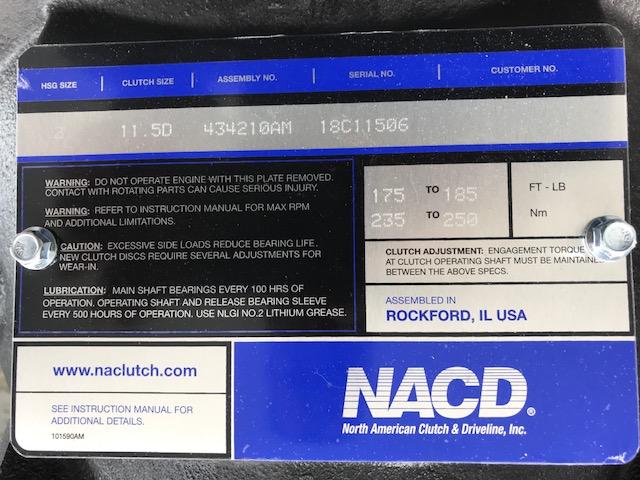 HSG SIZE CLUTCH SIZE ASSEMBLY NO. SERIAL NO. CUSTOMER NO.
3 11.5D 434210AM 18C11506
WARNING: DO NOT OPERATE ENGINE WITH THIS PLATE REMOVED.
CONTACT WITH ROTATING PARTS CAN CAUSE SERIOUS INJURY.
WARNING: REFER TO INSTRUCTION MANUAL FOR MAX RPM
AND ADDITIONAL LIMITATIONS.
CAUTION: EXCESSIVE SIDE LOADS REDUCE BEARING LIFE.
NEW CLUTCH DISCS REQUIRE SEVERAL ADJUSTMENTS FOR
WEAR-IN.
LUBRICATION: MAIN SHAFT BEARINGS EVERY 100 HRS OF
OPERATION. OPERATING SHAFT AND RELEASE BEARING SLEEVE
EVERY 500 HOURS OF OPERATION. USE NLGI NO.2 LITHIUM GREASE.
175 TO 185 FT - LB
235 TO 250 Nm
CLUTCH ADJUSTMENT: ENGAGEMENT TORQUE
AT CLUTCH OPERATING SHAFT MUST BE MAINTAINE
BETWEEN THE ABOVE SPECS.
ASSEMBLED IN
ROCKFORD, IL USA
www.naclutch.com
SEE INSTRUCTION MANUAL FOR
ADDITIONAL DETAILS.
101590AM
NACD®
North American Clutch & Driveline, Inc.